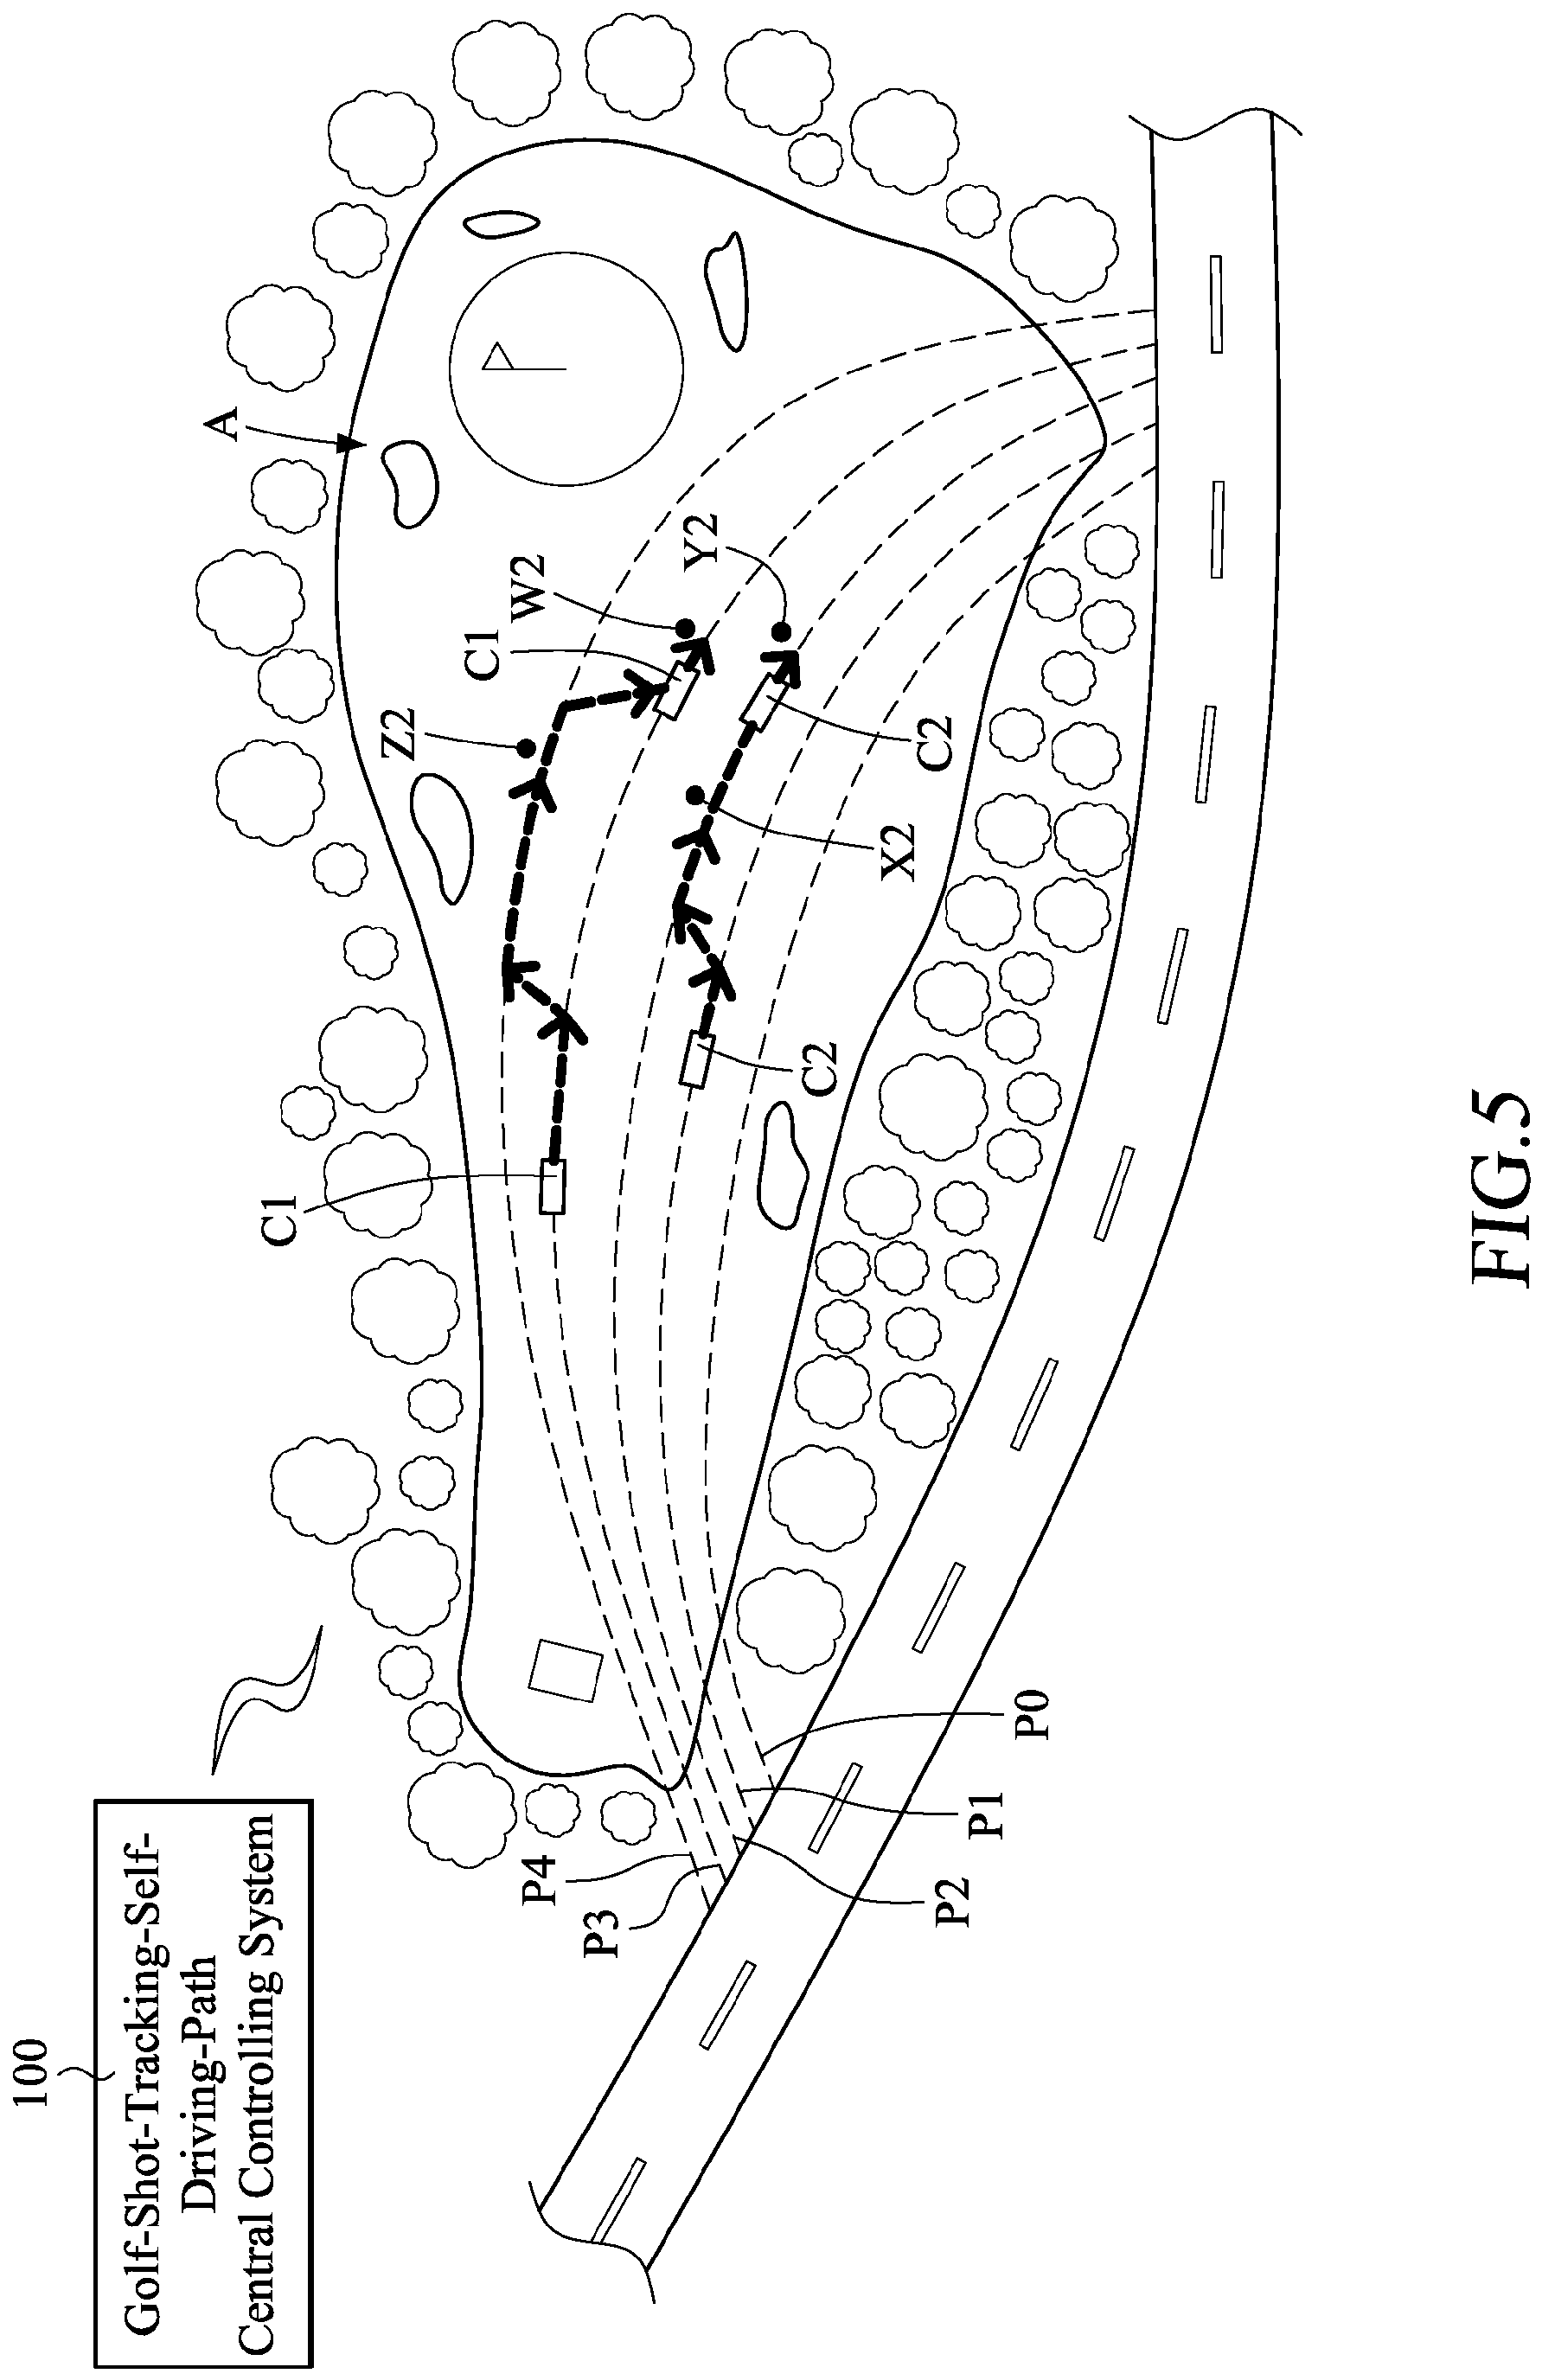 100
Golf-Shot-Tracking-Self-
Driving-Path
Central Controlling System
A
Z2
C1
W2
Y2
C1
C2
X2
C2
P4
P3
P2
P1
P0
FIG.5